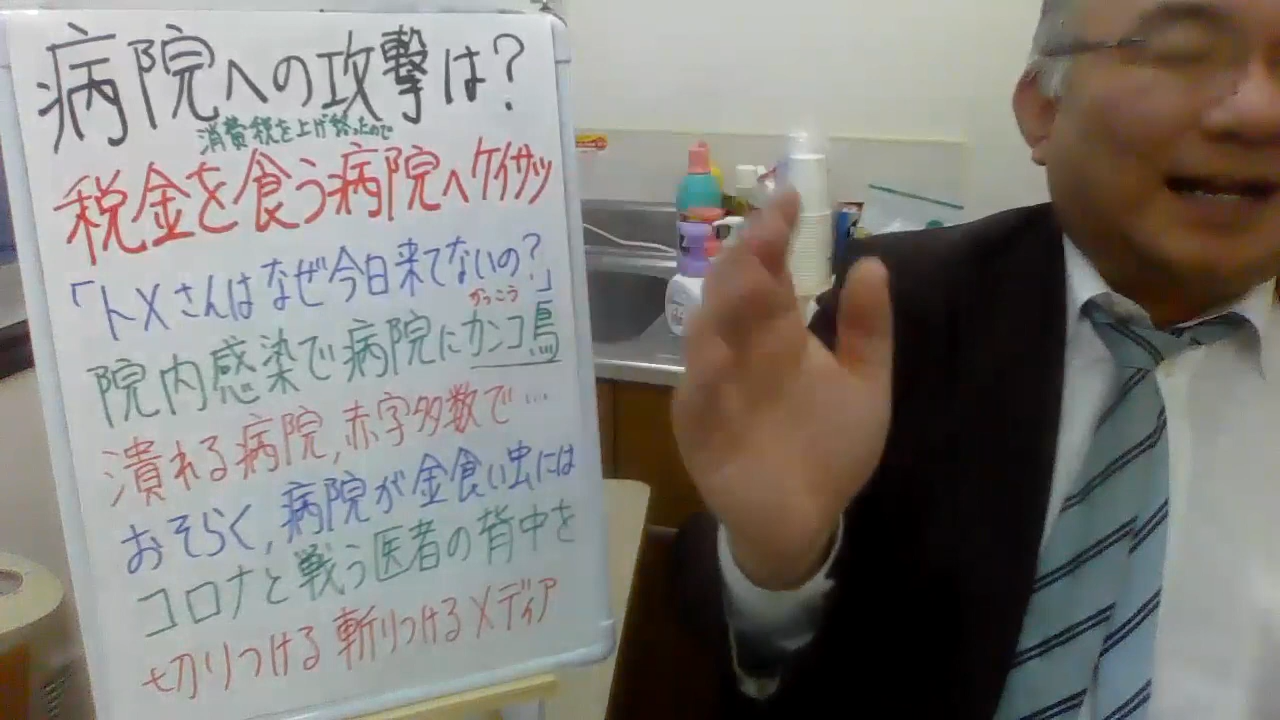 病院への攻撃は?
消費税を上げ終ったので
税金を食う病院へケイサツ
「トメさんはなぜ今日来てないの?」
かっこう
院内感染で病院にカンコ鳥
潰れる病院,赤字多数で…
おそらく,病院が金食い虫には
コロナと戦う医者の背中を
切りつける斬りつけるメディア